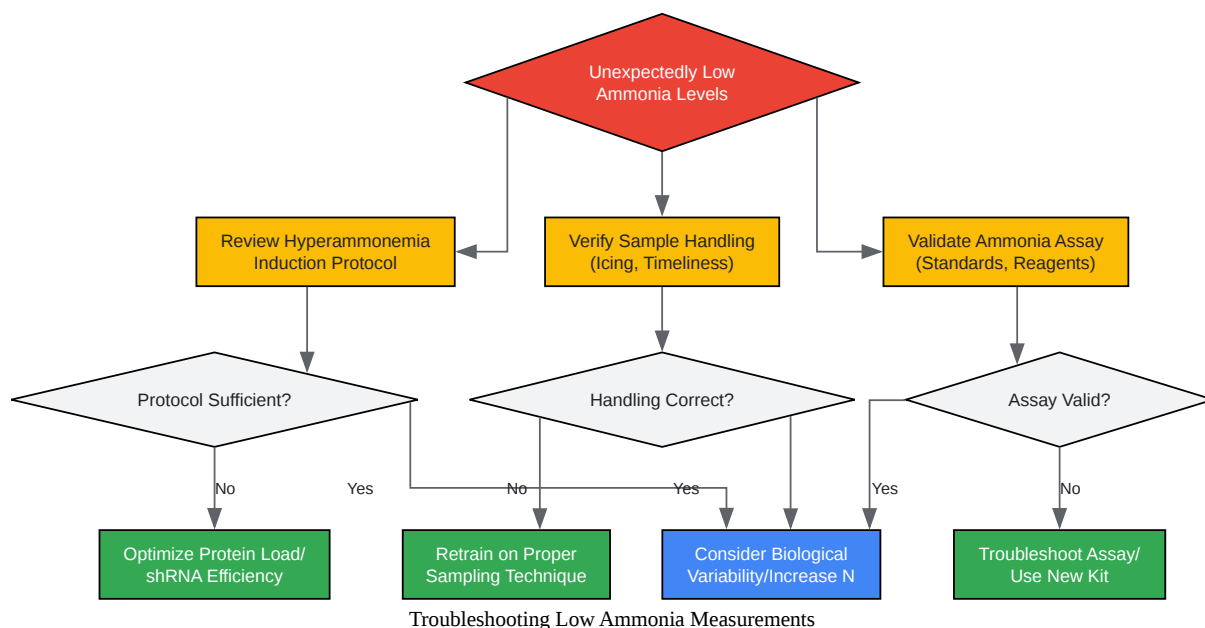 Unexpectedly Low
Ammonia Levels
Review Hyperammonemia
Induction Protocol
Verify Sample Handling
(Icing, Timeliness)
Validate Ammonia Assay
(Standards, Reagents)
Protocol Sufficient?
Handling Correct?
Assay Valid?
No
Yes
No
Yes
Yes
No
Optimize Protein Load/
shRNA Efficiency
Retrain on Proper
Sampling Technique
Consider Biological
Variability/Increase N
Troubleshoot Assay/
Use New Kit
Troubleshooting Low Ammonia Measurements